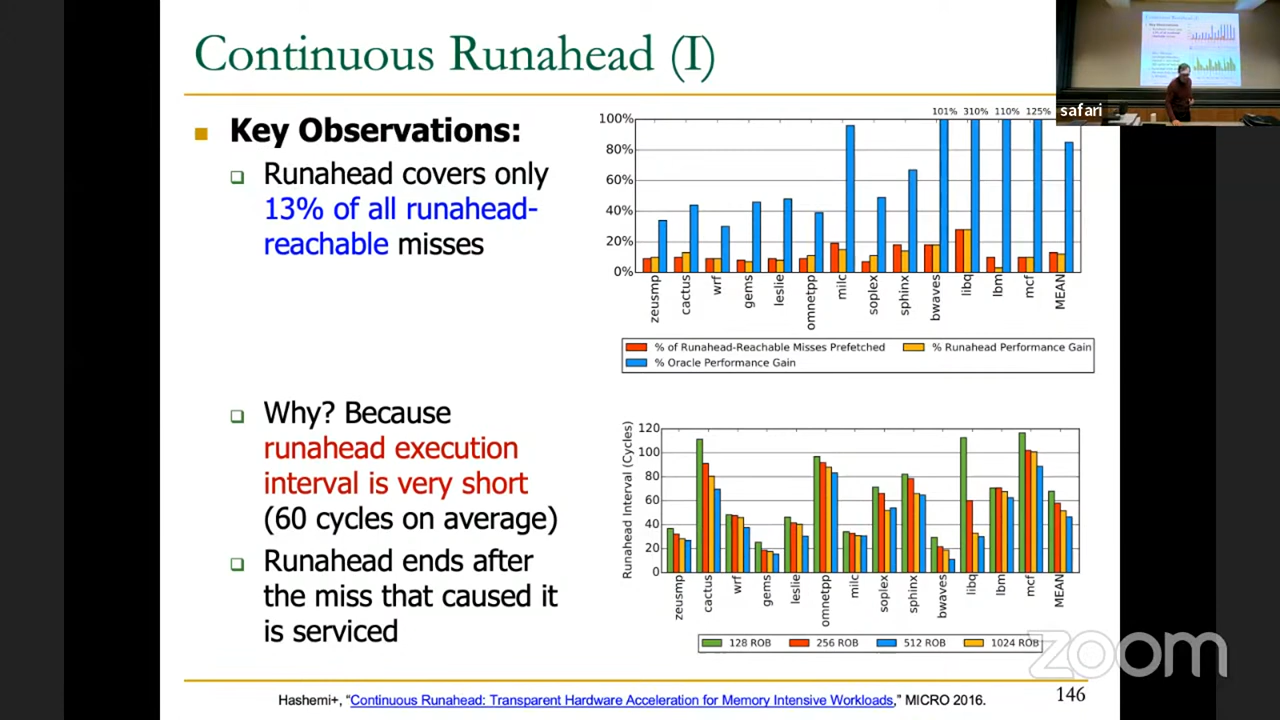 Continuous Runahead (I)
safari
Key Observations:
Runahead covers only
13% of all runahead-
reachable misses
101% 310% 110% 125%
100%
80%
60%
40%
20%
0%
zeusmp cactus wrf gems leslie omnetpp milc soplex sphinx bwaves libq lbm mcf MEAN
% of Runahead-Reachable Misses Prefetched % Runahead Performance Gain
% Oracle Performance Gain
Why? Because
runahead execution
interval is very short
(60 cycles on average)
Runahead ends after
the miss that caused it
is serviced
Runahead Interval (Cycles)
120
100
80
60
40
20
0
zeusmp cactus wrf gems leslie omnetpp milc soplex sphinx bwaves libq lbm mcf MEAN
128 ROB 256 ROB 512 ROB 1024 ROB
zoom
Hashemi+, “Continuous Runahead: Transparent Hardware Acceleration for Memory Intensive Workloads,” MICRO 2016.
146